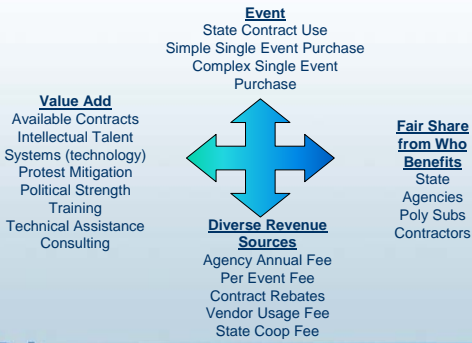 Event
State Contract Use
Simple Single Event Purchase
Complex Single Event
Purchase
Value Add
Available Contracts
Intellectual Talent
Systems (technology)
Protest Mitigation
Political Strength
Training
Technical Assistance
Consulting
Fair Share
from Who
Benefits
State
Agencies
Poly Subs
Contractors
Diverse Revenue
Sources
Agency Annual Fee
Per Event Fee
Contract Rebates
Vendor Usage Fee
State Coop Fee